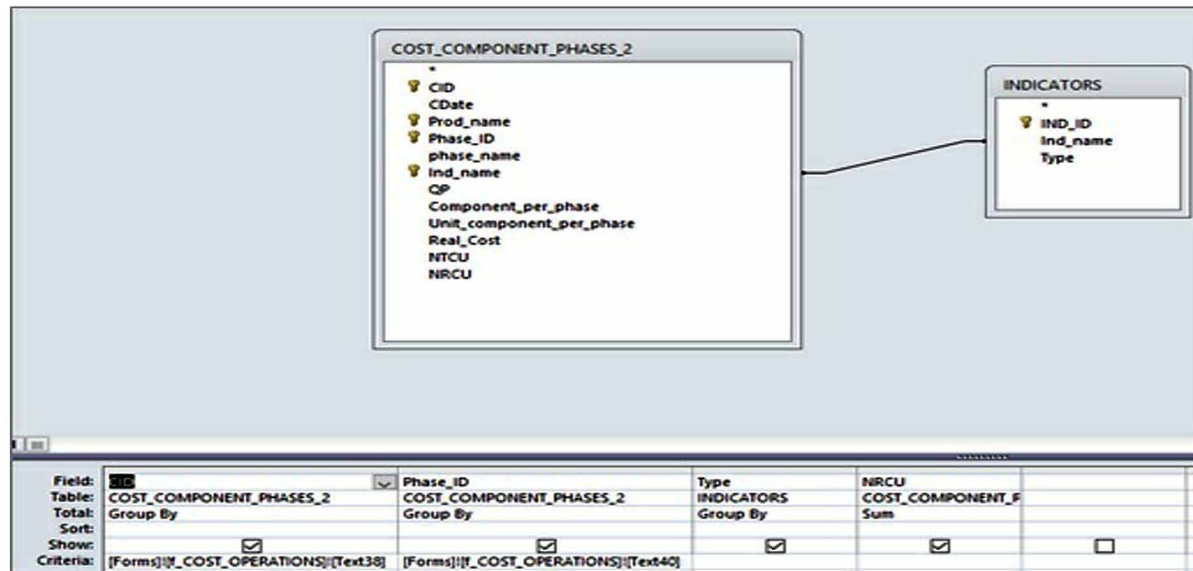 COST_COMPONENT_PHASES_2
*
CID
CDate
Prod_name
Phase_ID
phase_name
Ind_name
QP
Component_per_phase
Unit_component_per_phase
Real_Cost
NTCU
NRCU
INDICATORS
*
IND_ID
Ind_name
Type
Field: CID Phase_ID Type NRCU
Table: COST_COMPONENT_PHASES_2 COST_COMPONENT_PHASES_2 INDICATORS COST_COMPONENT_F
Total: Group By Group By Group By Sum
Sort:
Show:
Criteria: [Forms]![f_COST_OPERATIONS]![Text38] [Forms]![f_COST_OPERATIONS]![Text40]